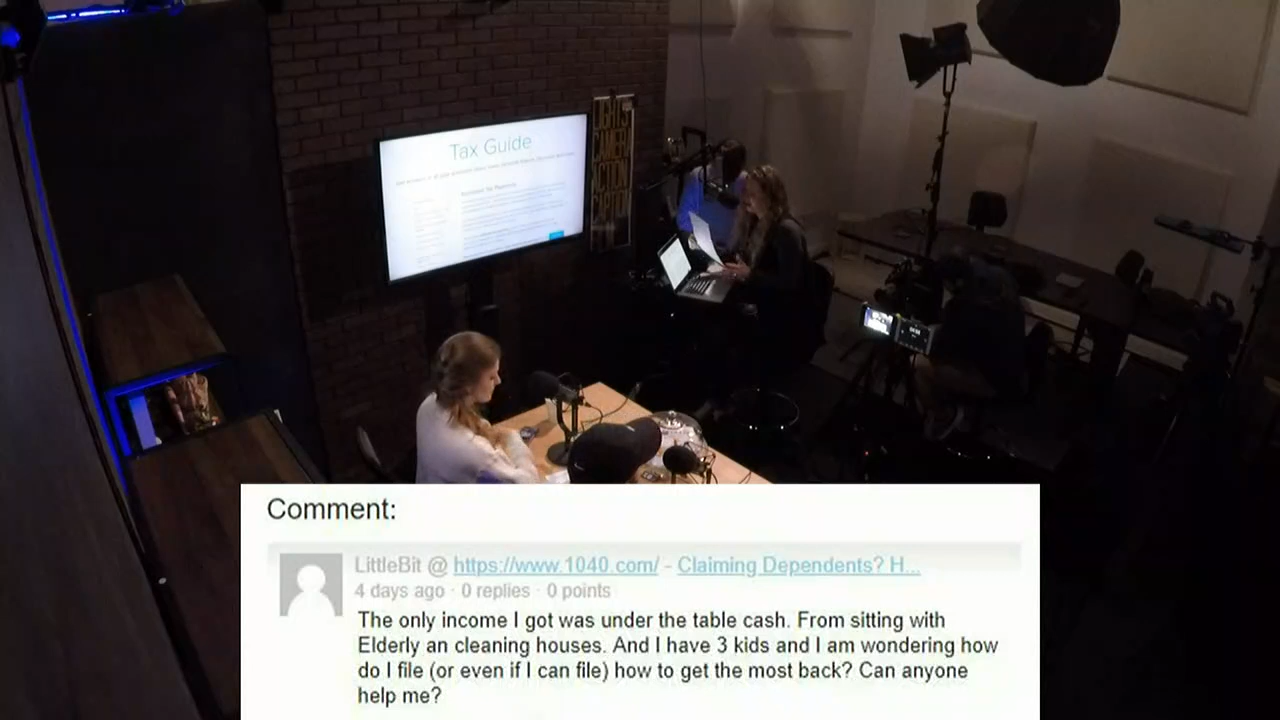 Tax Guide
LIGHTS
CAMERA
ACTION
Comment:
LittleBit @ https://www.1040.com/ - Claiming Dependents? H...
4 days ago · 0 replies · 0 points
The only income I got was under the table cash. From sitting with
Elderly an cleaning houses. And I have 3 kids and I am wondering how
do I file (or even if I can file) how to get the most back? Can anyone
help me?